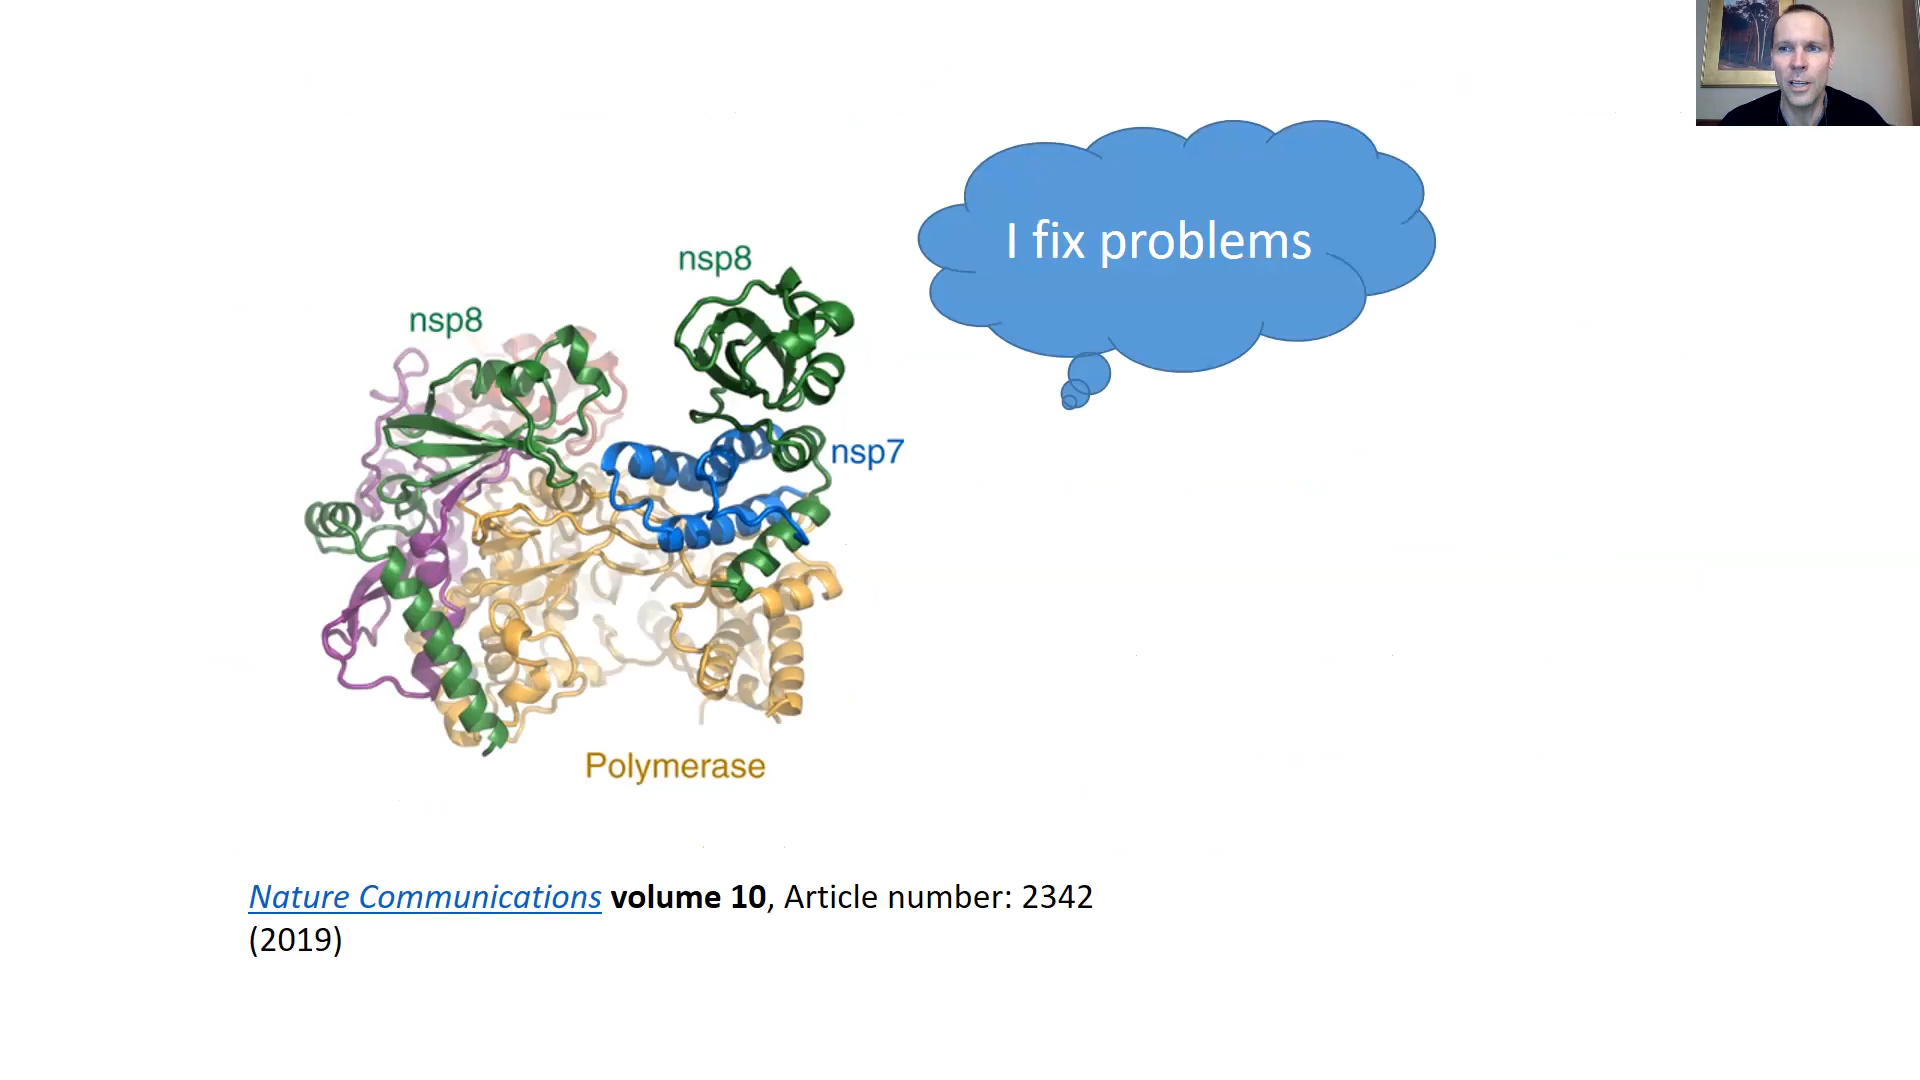 I fix problems
nsp8
nsp8
nsp7
Polymerase
Nature Communications volume 10, Article number: 2342
(2019)